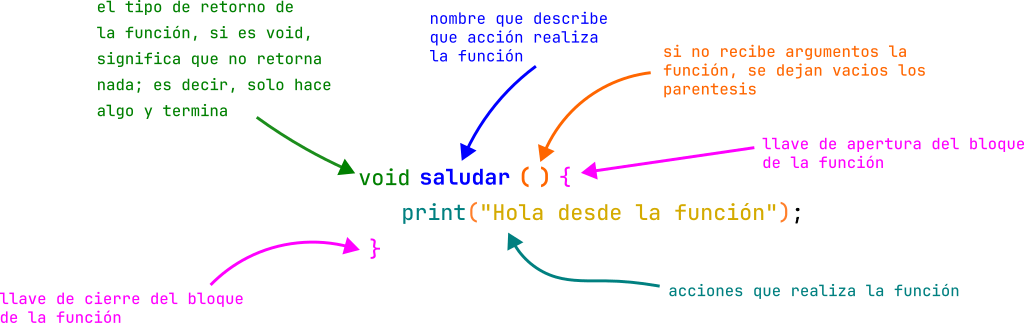 el tipo de retorno de
la función, si es void,
significa que no retorna
nada; es decir, solo hace
algo y termina
nombre que describe
que acción realiza
la función
si no recibe argumentos la
función, se dejan vacios los
parentesis
llave de apertura del bloque
de la función
void saludar () {
print("Hola desde la función");
}
llave de cierre del bloque
de la función
acciones que realiza la función